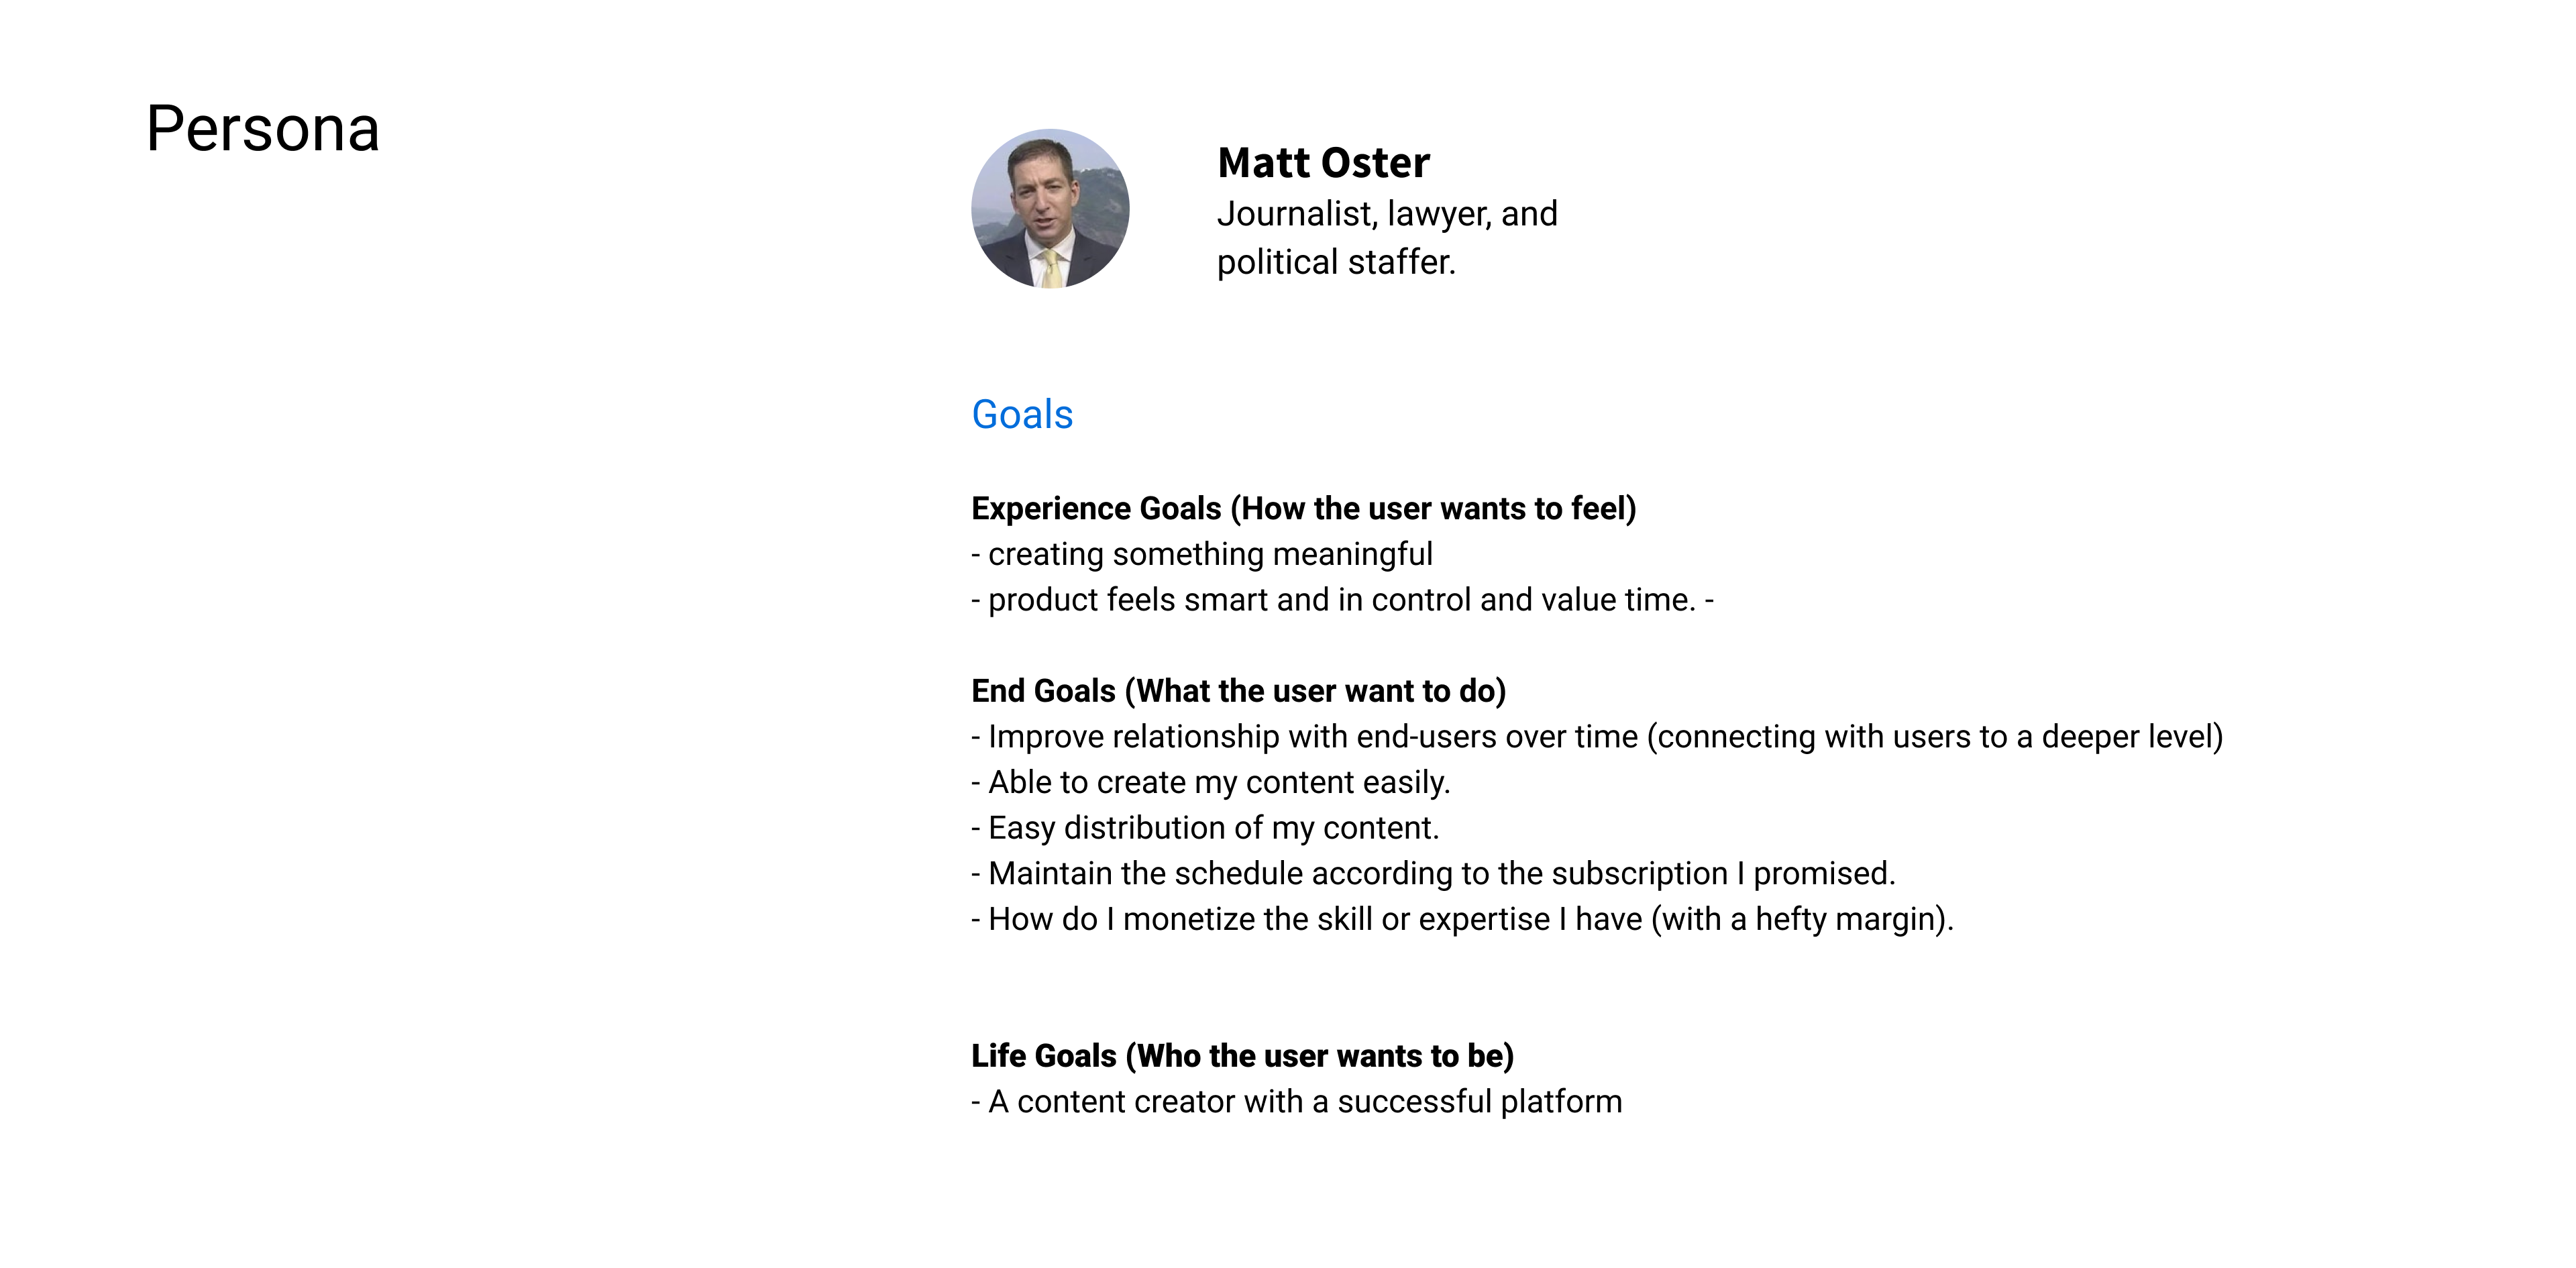 Persona
Matt Oster
Journalist, lawyer, and
political staffer.
Goals
Experience Goals (How the user wants to feel)
- creating something meaningful
- product feels smart and in control and value time. -
End Goals (What the user want to do)
- Improve relationship with end-users over time (connecting with users to a deeper level)
- Able to create my content easily.
- Easy distribution of my content.
- Maintain the schedule according to the subscription I promised.
- How do I monetize the skill or expertise I have (with a hefty margin).
Life Goals (Who the user wants to be)
- A content creator with a successful platform